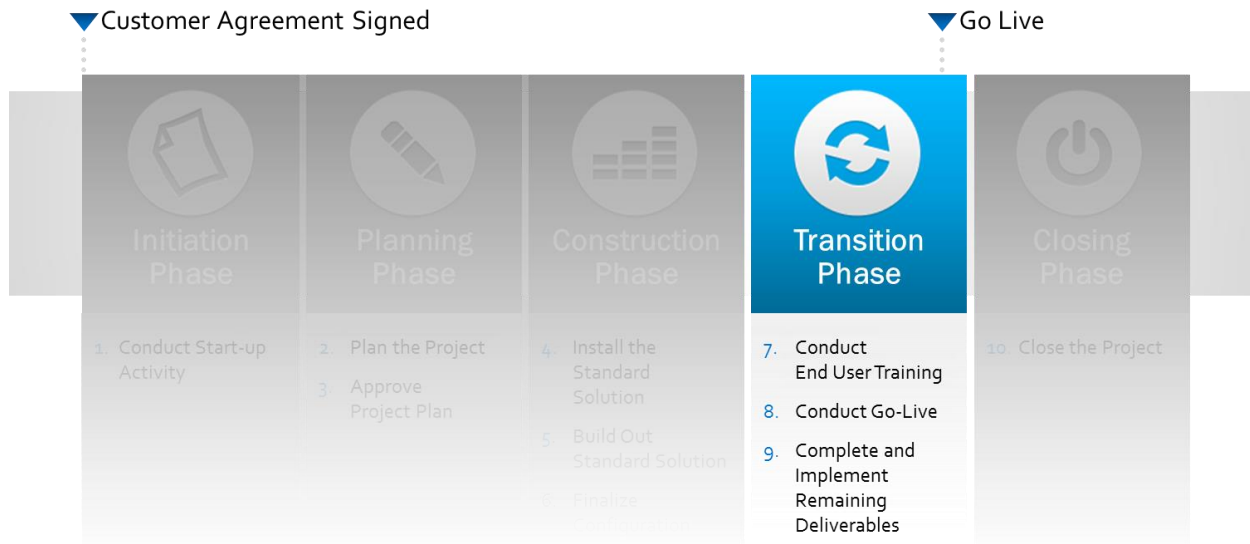 Customer Agreement Signed
Go Live
Initiation
Phase
Planning
Phase
Construction
Phase
Transition
Phase
Closing
Phase
1. Conduct Start-up
Activity
2. Plan the Project
3. Approve
Project Plan
4. Install the
Standard
Solution
5. Build Out
Standard Solution
6. Finalize
7. Conduct
End User Training
8. Conduct Go-Live
9. Complete and
Implement
Remaining
Deliverables
10. Close the Project